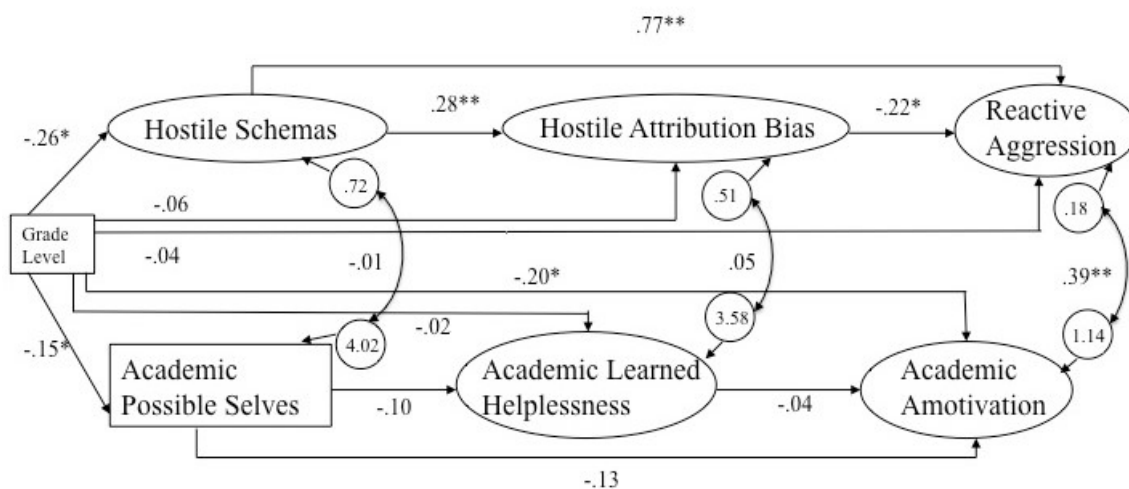 .77**
-.26*
Hostile Schemas
.28**
Hostile Attribution Bias
-.22*
Reactive
Aggression
.72
.51
.18
-.06
Grade
Level
-.04
-.01
-.20*
.05
.39**
-.02
-.15*
4.02
3.58
1.14
Academic
Possible Selves
-.10
Academic Learned
Helplessness
-.04
Academic
Amotivation
-.13